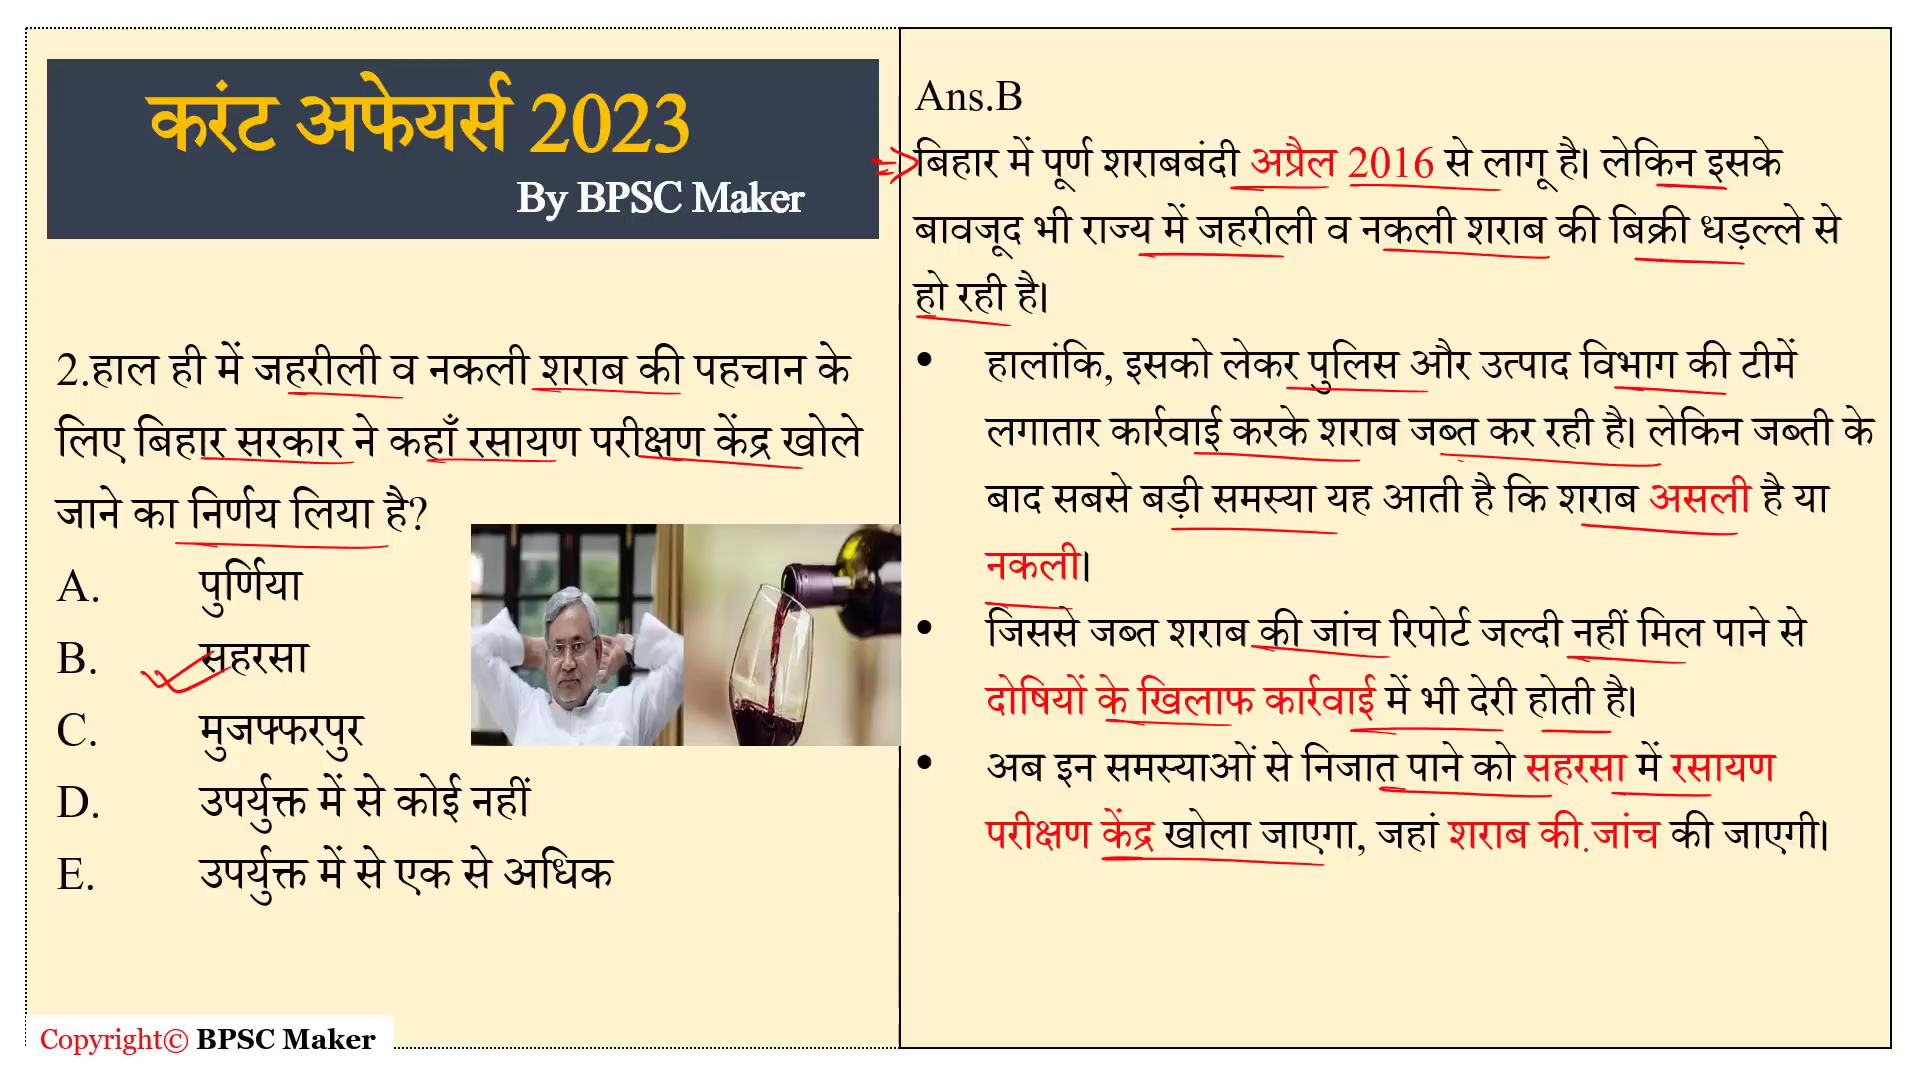 करंट अफेयर्स 2023
By BPSC Maker
2.हाल ही में जहरीली व नकली शराब की पहचान के
लिए बिहार सरकार ने कहाँ रसायण परीक्षण केंद्र खोले
जाने का निर्णय लिया है?
A. पुर्णिया
B. सहरसा
C. मुजफ्फरपुर
D. उपर्युक्त में से कोई नहीं
E. उपर्युक्त में से एक से अधिक
Copyright© BPSC Maker
Ans.B
बिहार में पूर्ण शराबबंदी अप्रैल 2016 से लागू है। लेकिन इसके
बावजूद भी राज्य में जहरीली व नकली शराब की बिक्री धड़ल्ले से
हो रही है।
• हालांकि, इसको लेकर पुलिस और उत्पाद विभाग की टीमें
लगातार कार्रवाई करके शराब जब्त कर रही है। लेकिन जब्ती के
बाद सबसे बड़ी समस्या यह आती है कि शराब असली है या
नकली।
• जिससे जब्त शराब की जांच रिपोर्ट जल्दी नहीं मिल पाने से
दोषियों के खिलाफ कार्रवाई में भी देरी होती है।
• अब इन समस्याओं से निजात पाने को सहरसा में रसायण
परीक्षण केंद्र खोला जाएगा, जहां शराब की जांच की जाएगी।